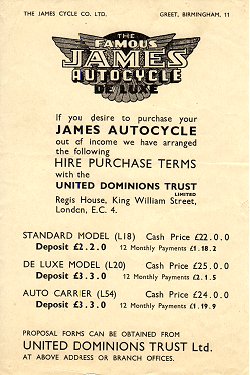 THE JAMES CYCLE CO. LTD. GREET, BIRMINGHAM, 11
THE
FAMOUS
JAMES
AUTOCYCLE
DE LUXE
If you desire to purchase your
JAMES AUTOCYCLE
out of income we have arranged
the following
HIRE PURCHASE TERMS
with the
UNITED DOMINIONS TRUST
LIMITED
Regis House, King William Street,
London, E.C. 4.
STANDARD MODEL (L18) Cash Price £22.0.0
Deposit £2.2.0 12 Monthly Payments £1.18.2
DE LUXE MODEL (L20) Cash Price £25.0.0
Deposit £3.3.0 12 Monthly Payments £2.1.5
AUTO CARRIER (L54) Cash Price £24.0.0
Deposit £3.3.0 12 Monthly Payments £1.19.9
PROPOSAL FORMS CAN BE OBTAINED FROM
UNITED DOMINIONS TRUST Ltd.
AT ABOVE ADDRESS OR BRANCH OFFICES.